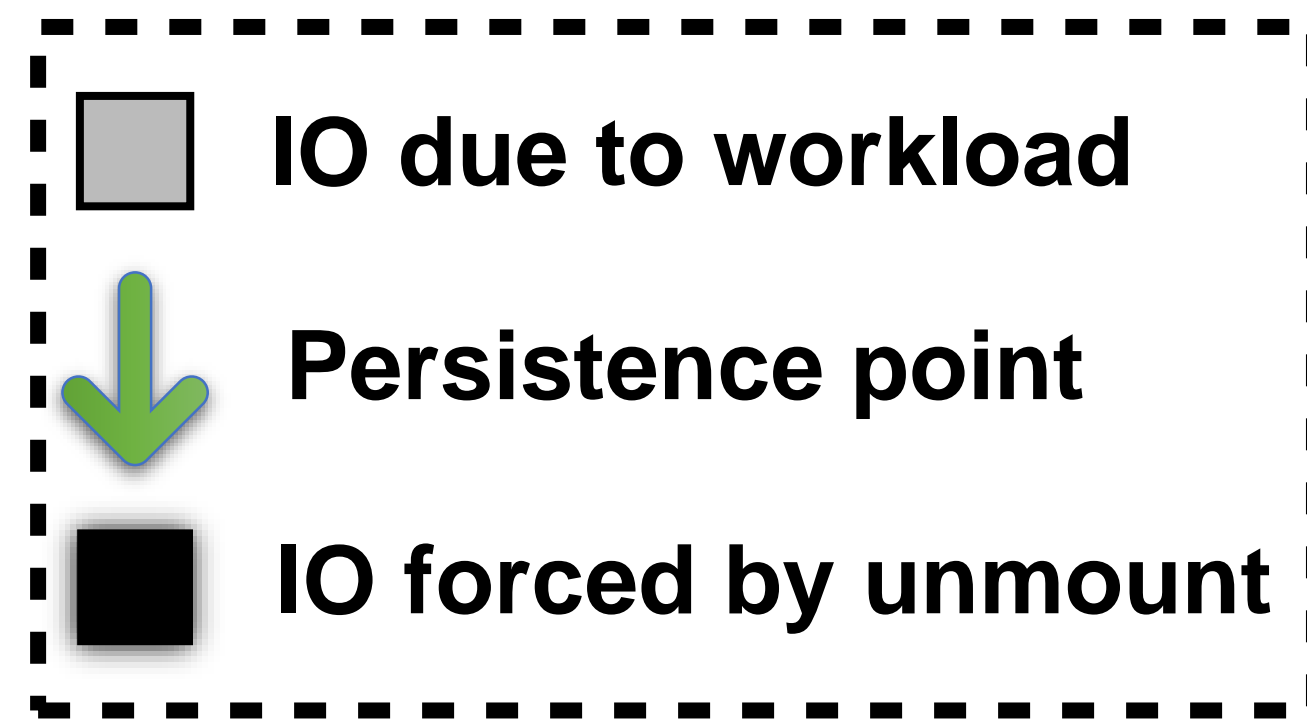 IO due to workload
Persistence point
IO forced by unmount